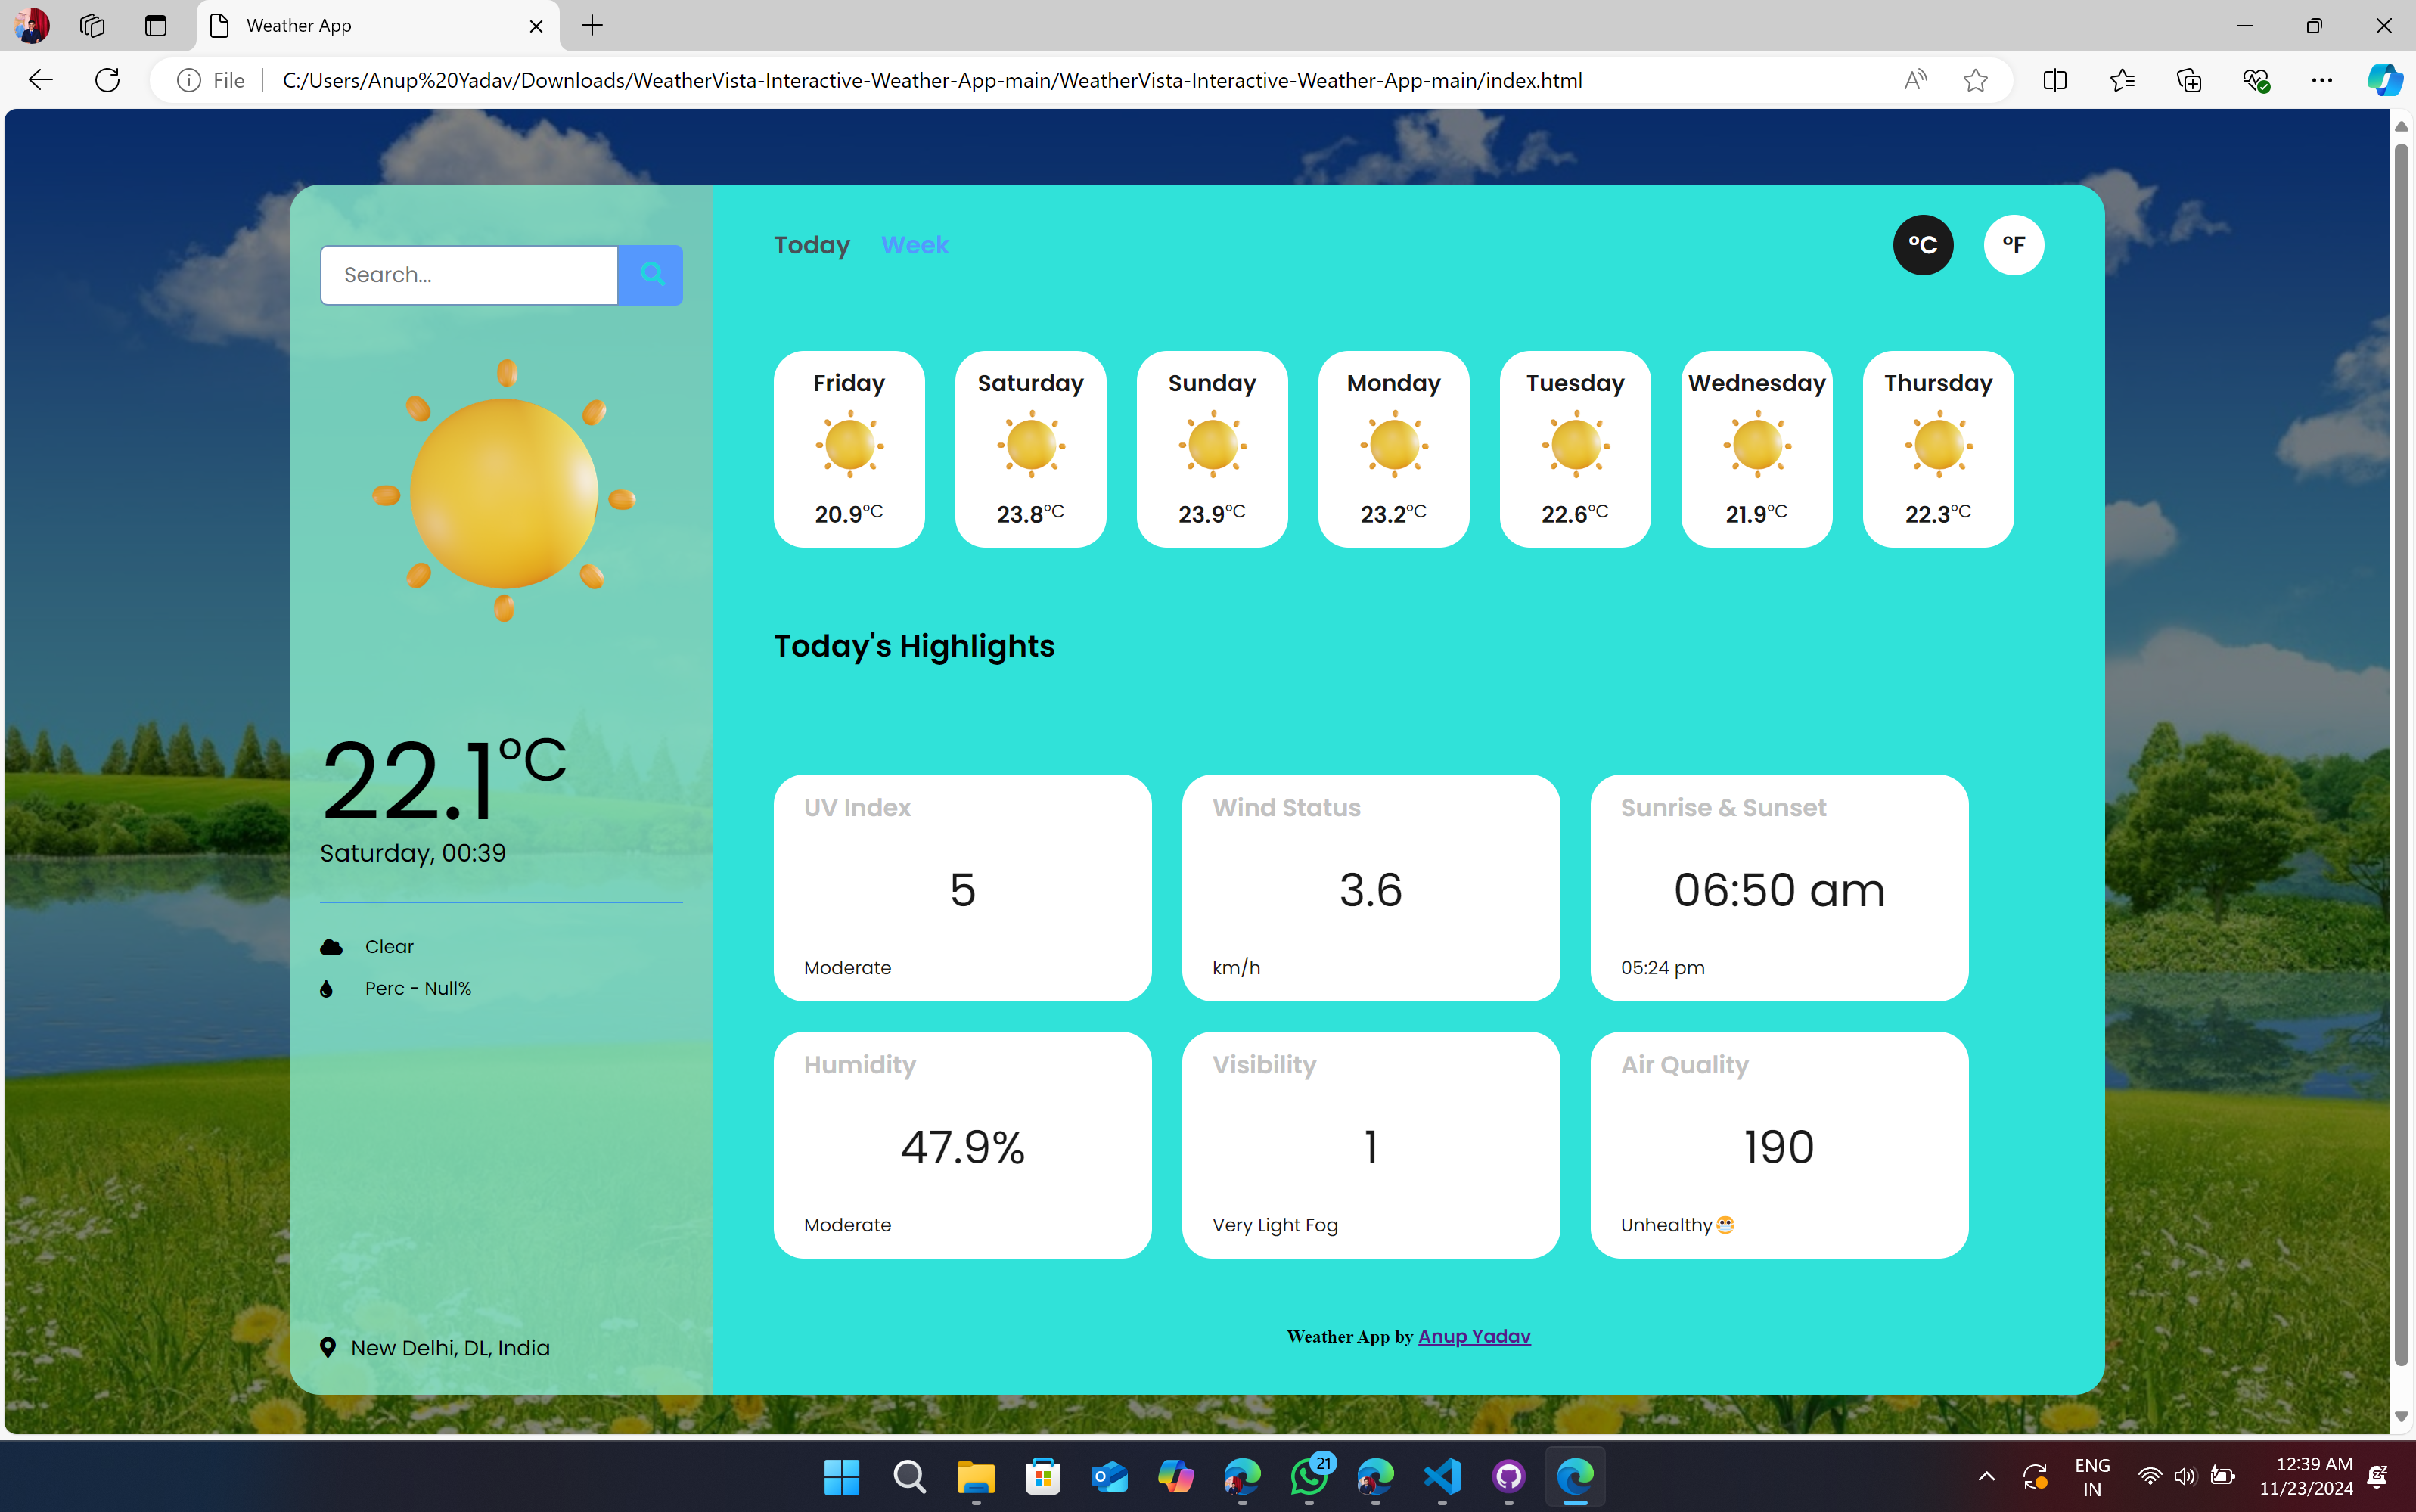 Weather App
File
C:/Users/Anup%20Yadav/Downloads/WeatherVista-Interactive-Weather-App-main/WeatherVista-Interactive-Weather-App-main/index.html
Search...
22.1°C
Saturday, 00:39
Clear
Perc - Null%
New Delhi, DL, India
Today Week
°C °F
Friday Saturday Sunday Monday Tuesday Wednesday Thursday
20.9°C 23.8°C 23.9°C 23.2°C 22.6°C 21.9°C 22.3°C
Today's Highlights
UV Index
5
Moderate
Wind Status
3.6
km/h
Sunrise & Sunset
06:50 am
05:24 pm
Humidity
47.9%
Moderate
Visibility
1
Very Light Fog
Air Quality
190
Unhealthy😷
Weather App by Anup Yadav
21
ENG
IN
12:39 AM
11/23/2024